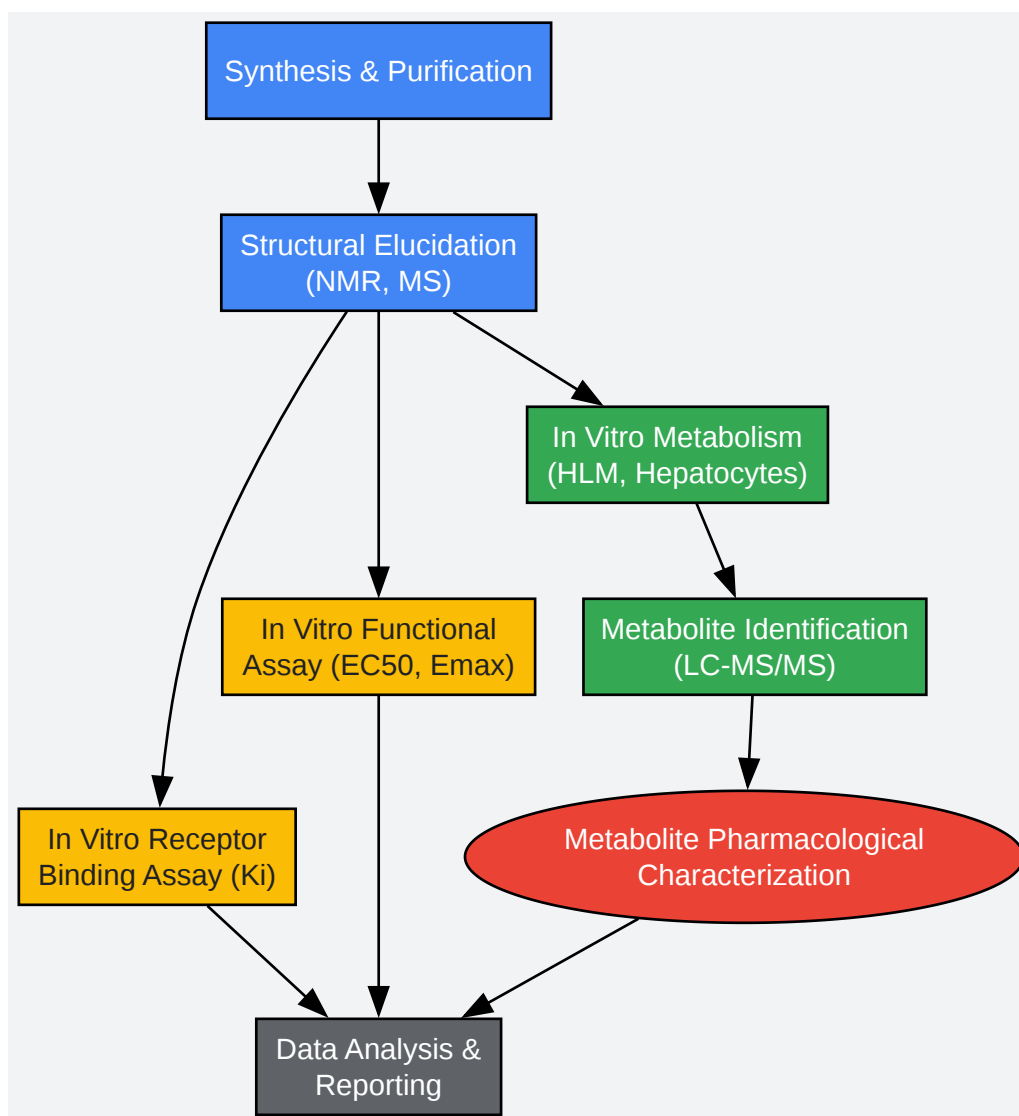 Synthesis & Purification
Structural Elucidation
(NMR, MS)
In Vitro Metabolism
(HLM, Hepatocytes)
In Vitro Functional
Assay (EC50, Emax)
Metabolite Identification
(LC-MS/MS)
In Vitro Receptor
Binding Assay (Ki)
Metabolite Pharmacological
Characterization
Data Analysis &
Reporting